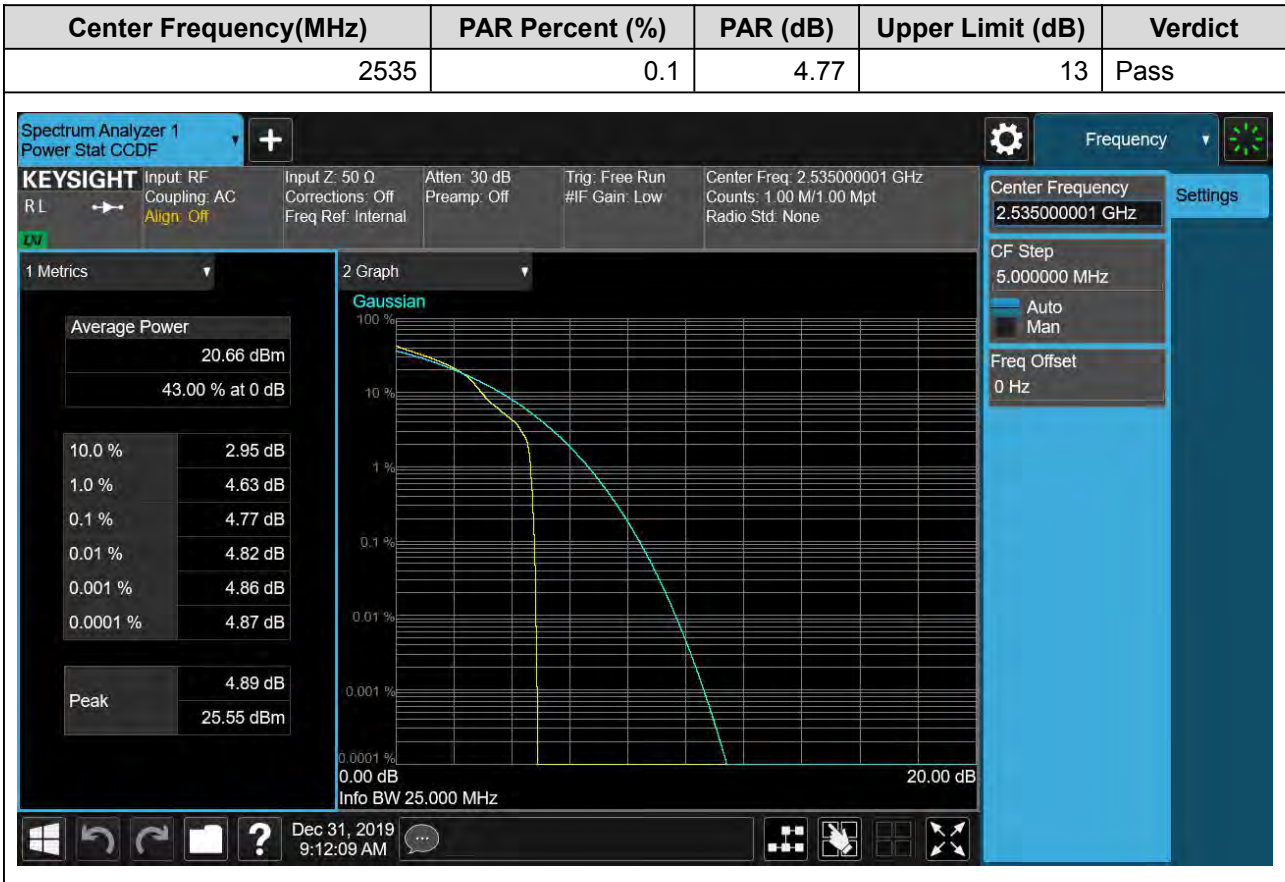 Center Frequency(MHz) PAR Percent (%) PAR (dB) Upper Limit (dB) Verdict
2535 0.1 4.77 13 Pass
Spectrum Analyzer 1
Power Stat CCDF
Frequency
KEYSIGHT
RL
LXI
Input: RF
Coupling: AC
Align: Off
Input Z: 50 Ω
Corrections: Off
Freq Ref: Internal
Atten: 30 dB
Preamp: Off
Trig: Free Run
#IF Gain: Low
Center Freq: 2.535000001 GHz
Counts: 1.00 M/1.00 Mpt
Radio Std: None
Center Frequency
2.535000001 GHz
Settings
CF Step
5.000000 MHz
Auto
Man
Freq Offset
0 Hz
1 Metrics
Average Power
20.66 dBm
43.00 % at 0 dB
10.0 % 2.95 dB
1.0 % 4.63 dB
0.1 % 4.77 dB
0.01 % 4.82 dB
0.001 % 4.86 dB
0.0001 % 4.87 dB
Peak
4.89 dB
25.55 dBm
2 Graph
Gaussian
100 %
10 %
1 %
0.1 %
0.01 %
0.001 %
0.0001 %
0.00 dB 20.00 dB
Info BW 25.000 MHz
?
Dec 31, 2019
9:12:09 AM